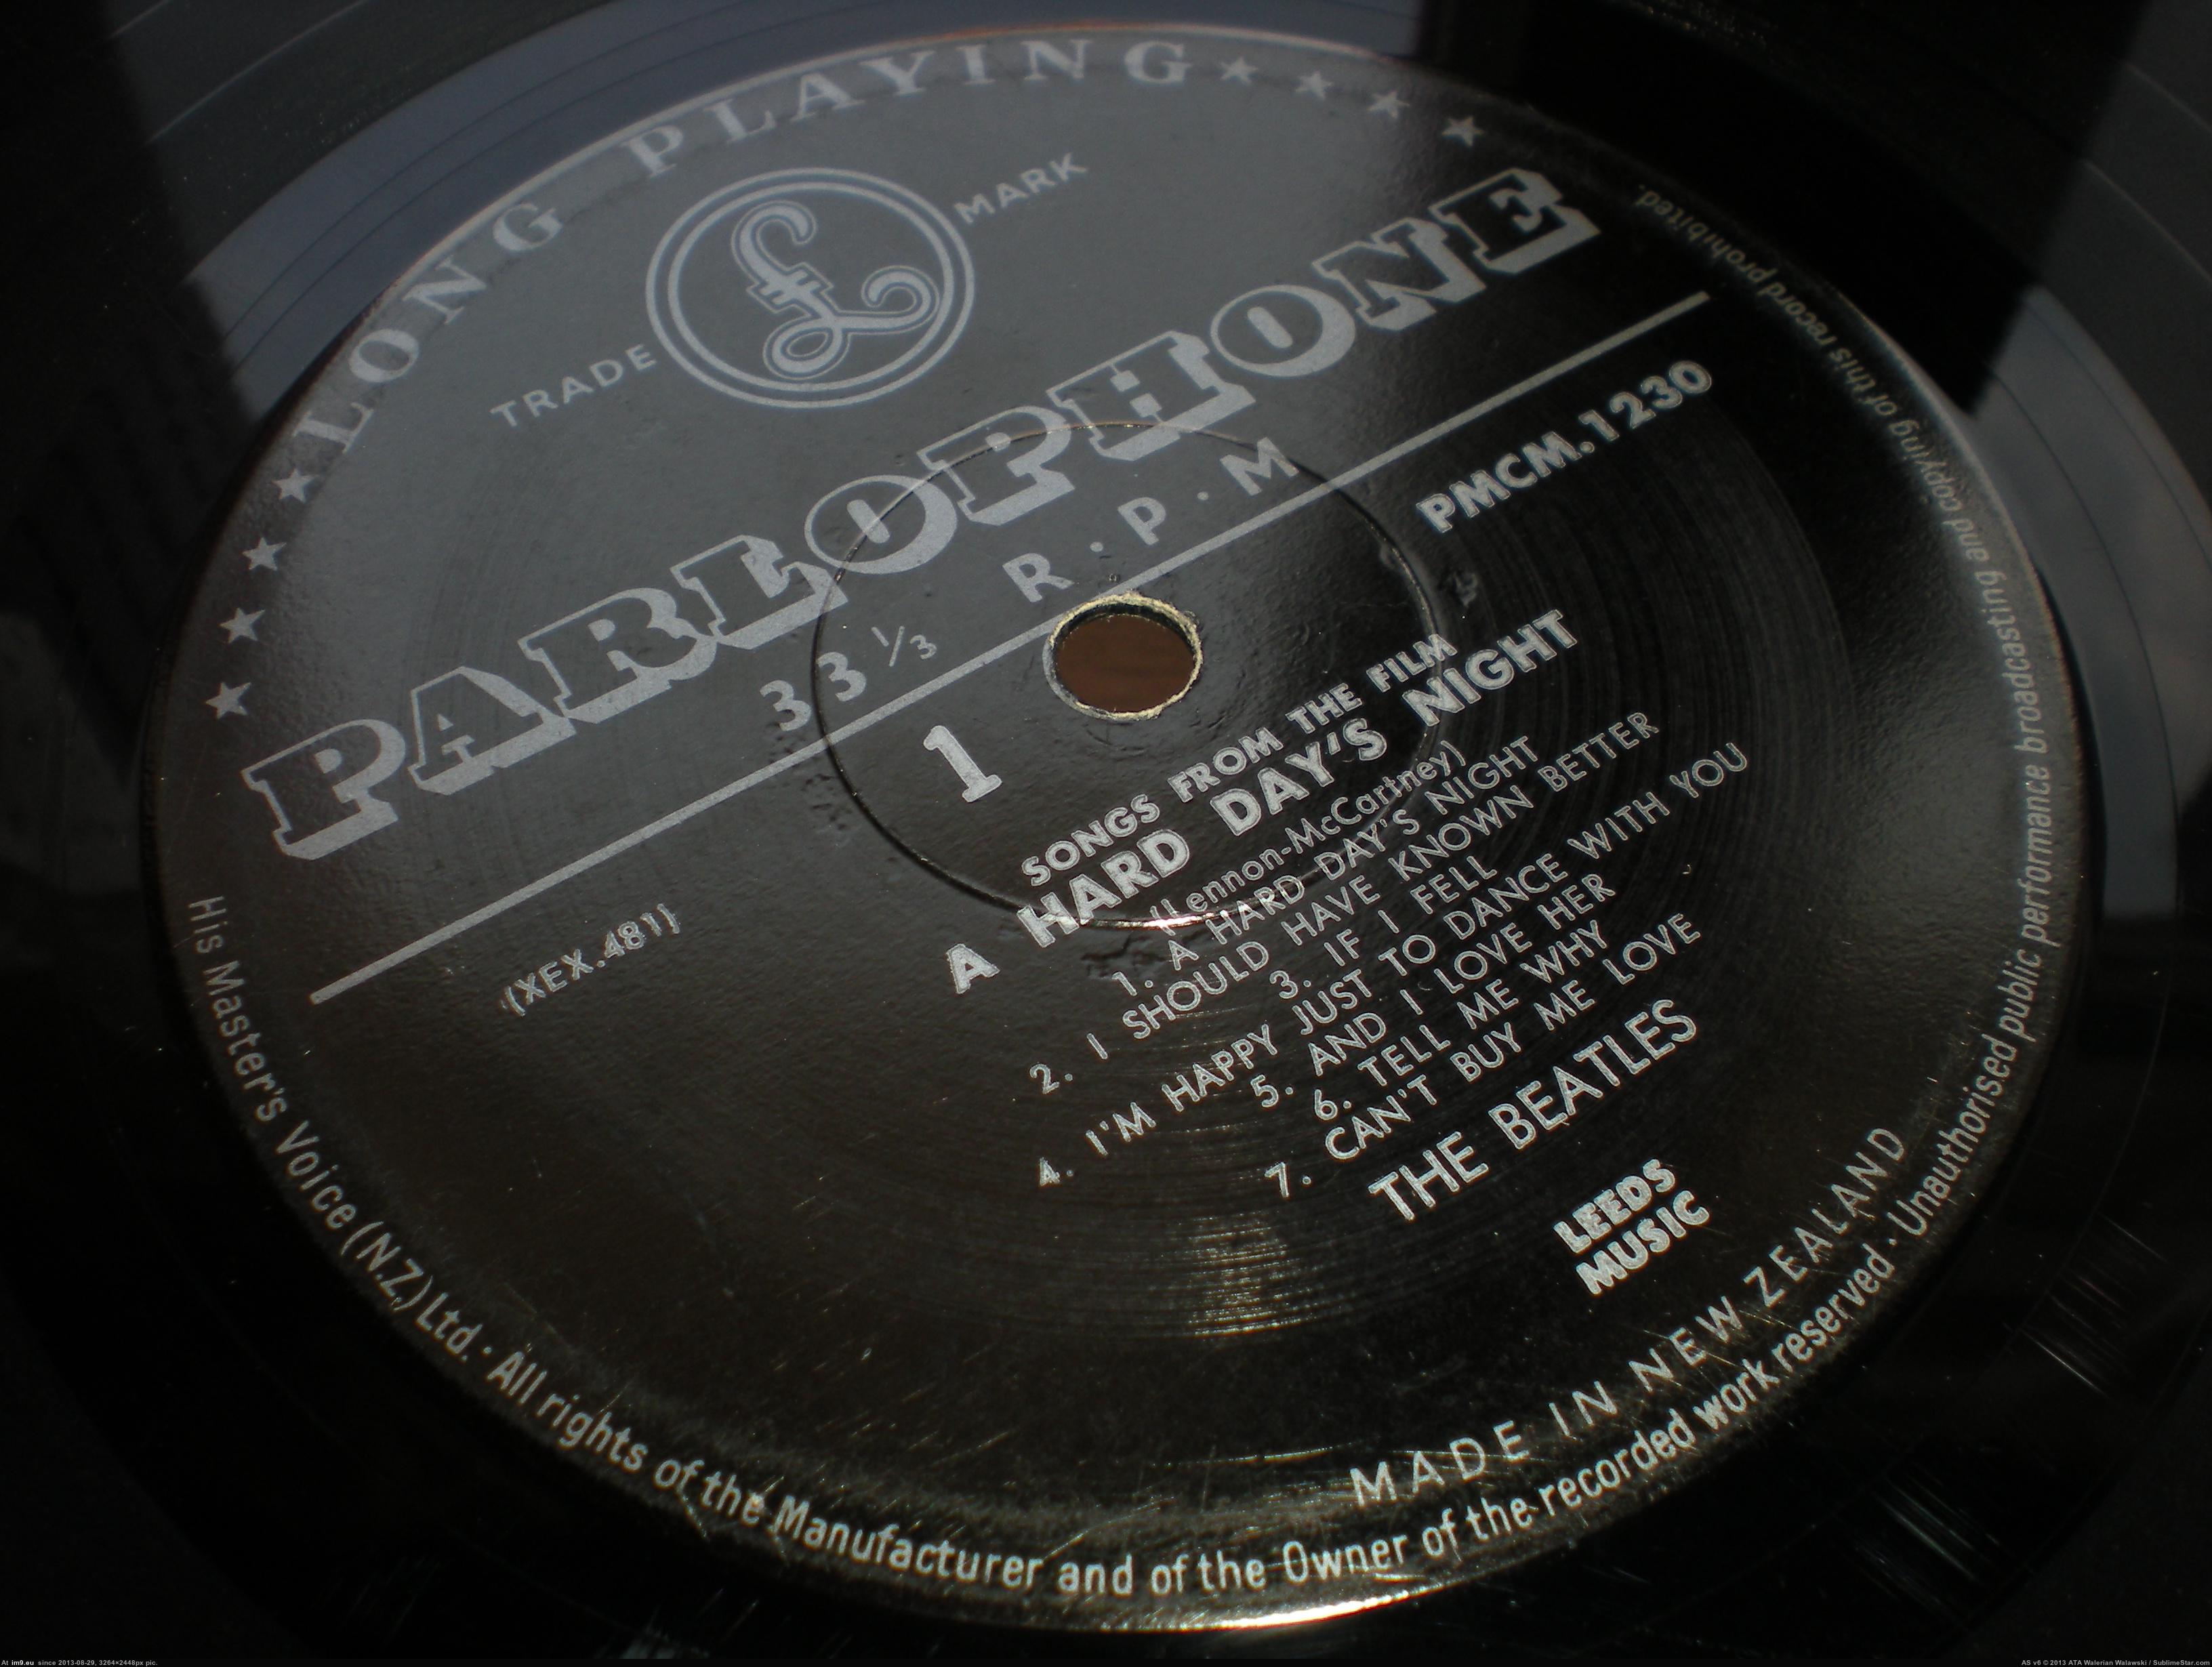 LONG PLAYING
TRADE £ MARK
PARLOPHONE
33 1/3 R·P·M
PMCM.1230
1
(XEX.481)
SONGS FROM THE FILM
A HARD DAY'S NIGHT
(Lennon-McCartney)
1. A HARD DAY'S NIGHT
2. I SHOULD HAVE KNOWN BETTER
3. IF I FELL
4. I'M HAPPY JUST TO DANCE WITH YOU
5. AND I LOVE HER
6. TELL ME WHY
7. CAN'T BUY ME LOVE
THE BEATLES
LEEDS
MUSIC
MADE IN NEW ZEALAND
His Master's Voice (N.Z.) Ltd. · All rights of the Manufacturer and of the Owner of the recorded work reserved · Unauthorised public performance broadcasting and copying of this record prohibited.
At im9.eu since 2013-08-29, 3264×2448px pic.
AS v6 © 2013 ATA Walerian Walawski / SublimeStar.com